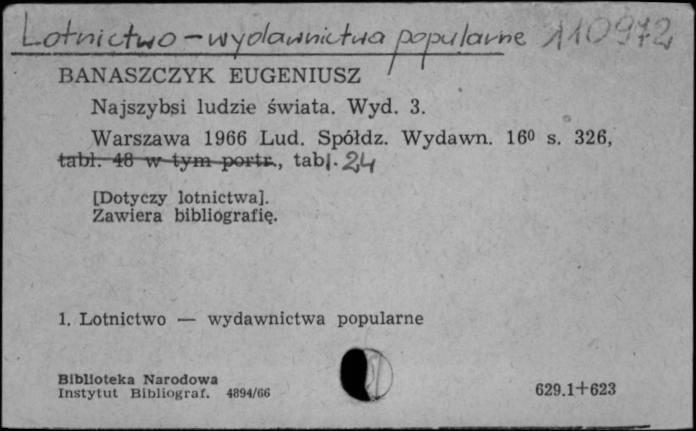 Lotnictwo – wydawnictwa popularne 110972
BANASZCZYK EUGENIUSZ
Najszybsi ludzie świata. Wyd. 3.
Warszawa 1966 Lud. Spółdz. Wydawn. 16⁰ s. 326,
tabl. 48 w tym portr., tabl. 24
[Dotyczy lotnictwa].
Zawiera bibliografię.
1. Lotnictwo — wydawnictwa popularne
Biblioteka Narodowa
Instytut Bibliograf. 4894/66
629.1+623